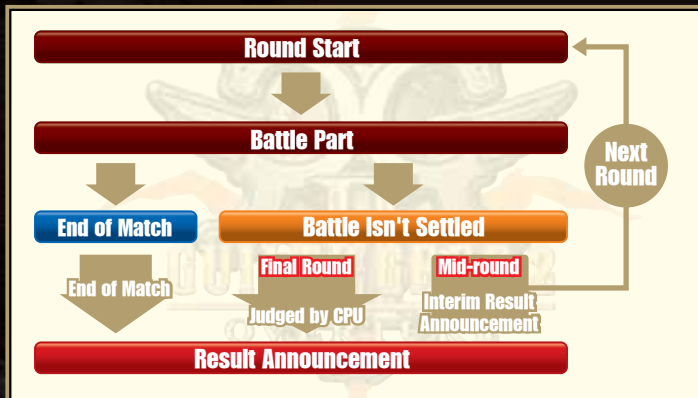 Round Start
Battle Part
Next
Round
End of Match
Battle Isn't Settled
Final Round
Mid-round
End of Match
Judged by CPU
Interim Result
Announcement
Result Announcement